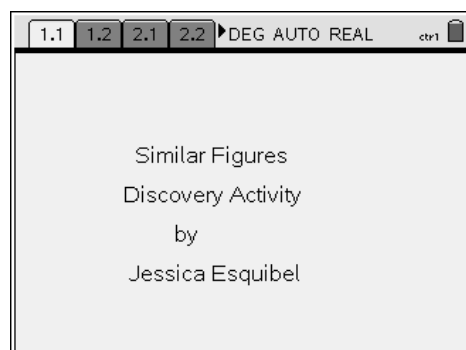 1.1 1.2 2.1 2.2 DEG AUTO REAL ctrl
Similar Figures
Discovery Activity
by
Jessica Esquibel